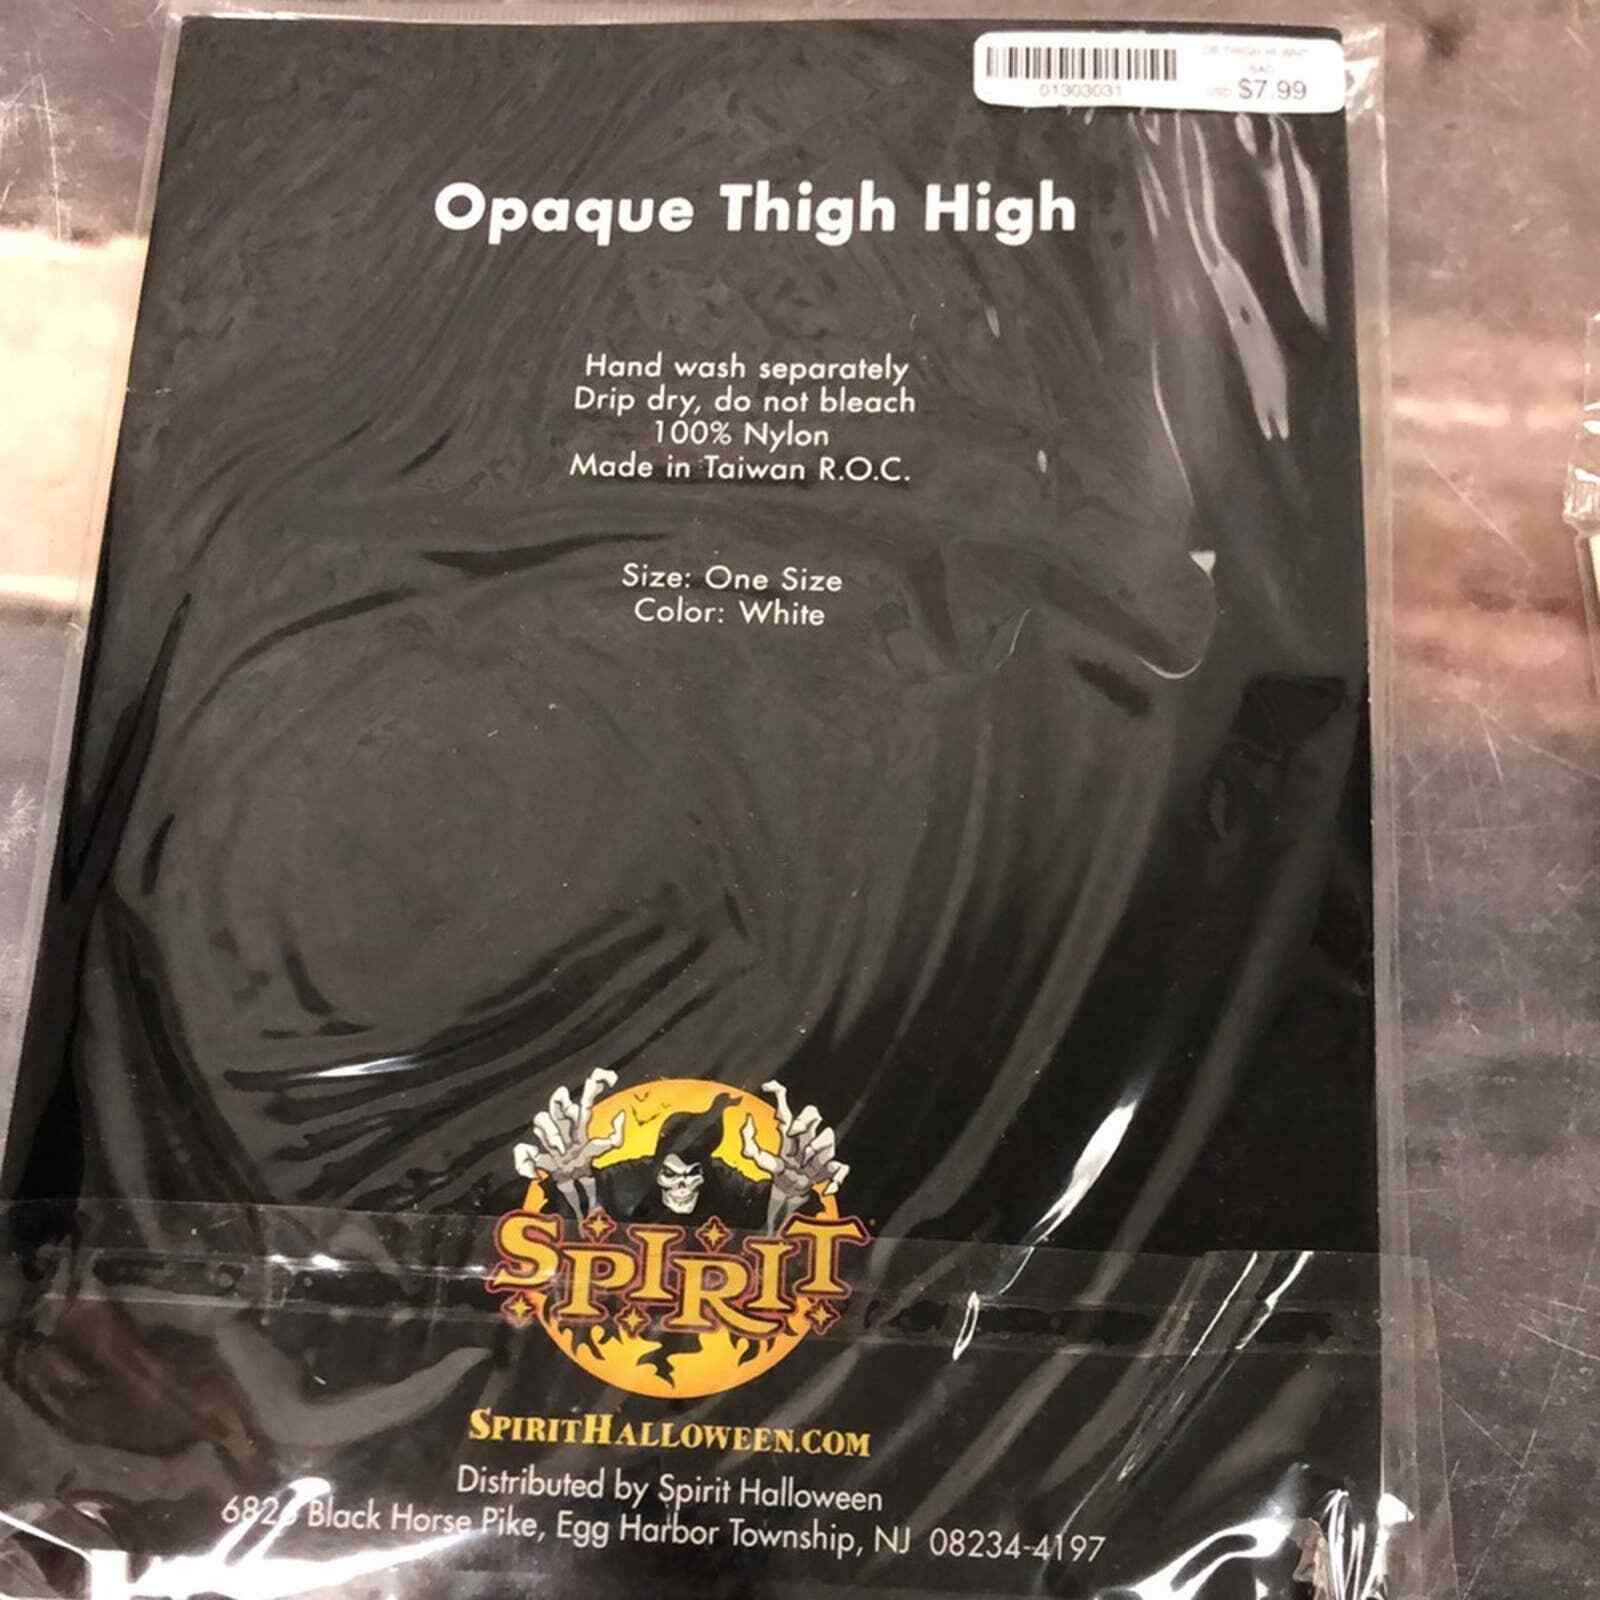 01303031
USD $7.99
Opaque Thigh High
Hand wash separately
Drip dry, do not bleach
100% Nylon
Made in Taiwan R.O.C.
Size: One Size
Color: White
SPIRIT
SPIRITHALLOWEEN.COM
Distributed by Spirit Halloween
6826 Black Horse Pike, Egg Harbor Township, NJ 08234-4197